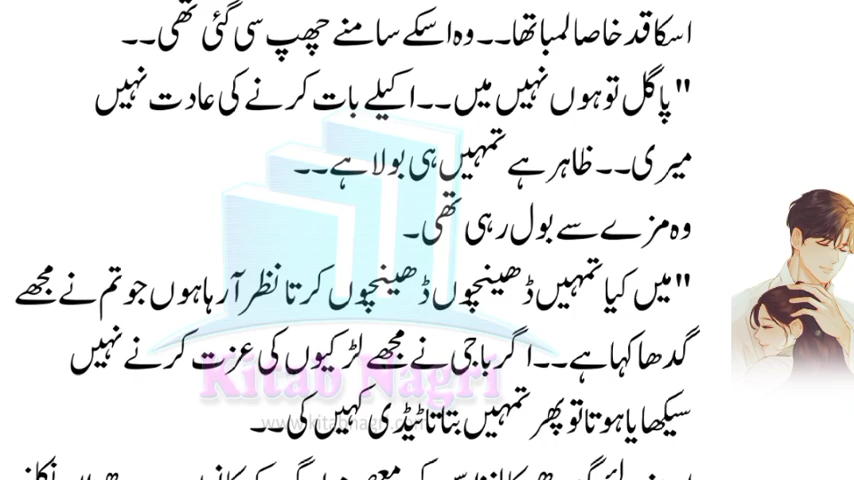 اسکا قد خاصا لمبا تھا۔۔وہ اسکے سامنے چھپ سی گئی تھی۔۔
"پاگل تو ہوں نہیں میں۔۔اکیلے بات کرنے کی عادت نہیں
میری۔۔ظاہر ہے تمہیں ہی بولا ہے۔۔
وہ مزے سے بول رہی تھی۔
"میں کیا تمہیں ڈھینچوں ڈھینچوں کرتا نظر آرہا ہوں جو تم نے مجھے
گدھا کہا ہے۔۔اگر باجی نے مجھے لڑکیوں کی عزت کرنے نہیں
Kitab Nagri
سیکھایا ہوتا تو پھر تمہیں بتاتا ٹیڈی کہیں کی۔۔
www.kitabnagri.com